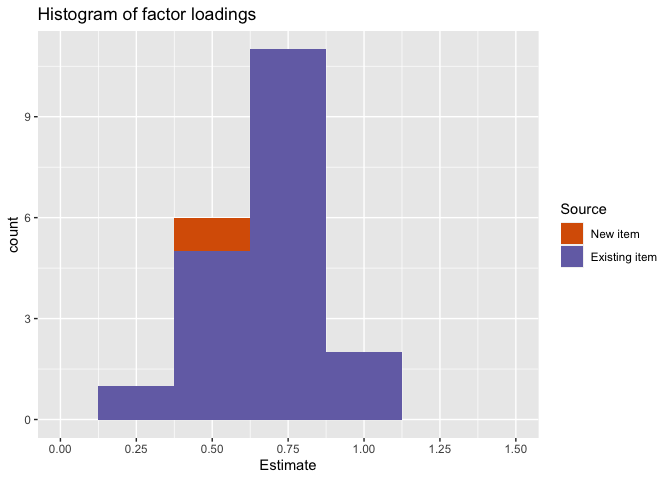 Histogram of factor loadings
count
9
6
3
0
0.00 0.25 0.50 0.75 1.00 1.25 1.50
Estimate
Source
New item
Existing item